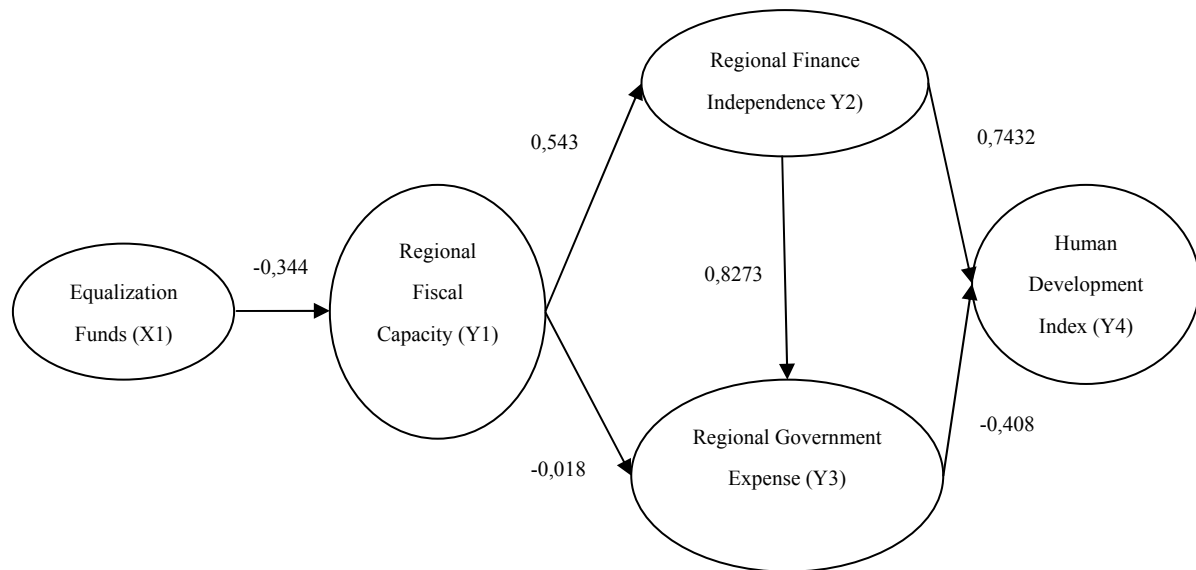 Regional Finance
Independence Y2)
0,543
0,7432
Regional
Fiscal
Capacity (Y1)
-0,344
Equalization
Funds (X1)
0,8273
Human
Development
Index (Y4)
-0,018
Regional Government
Expense (Y3)
-0,408